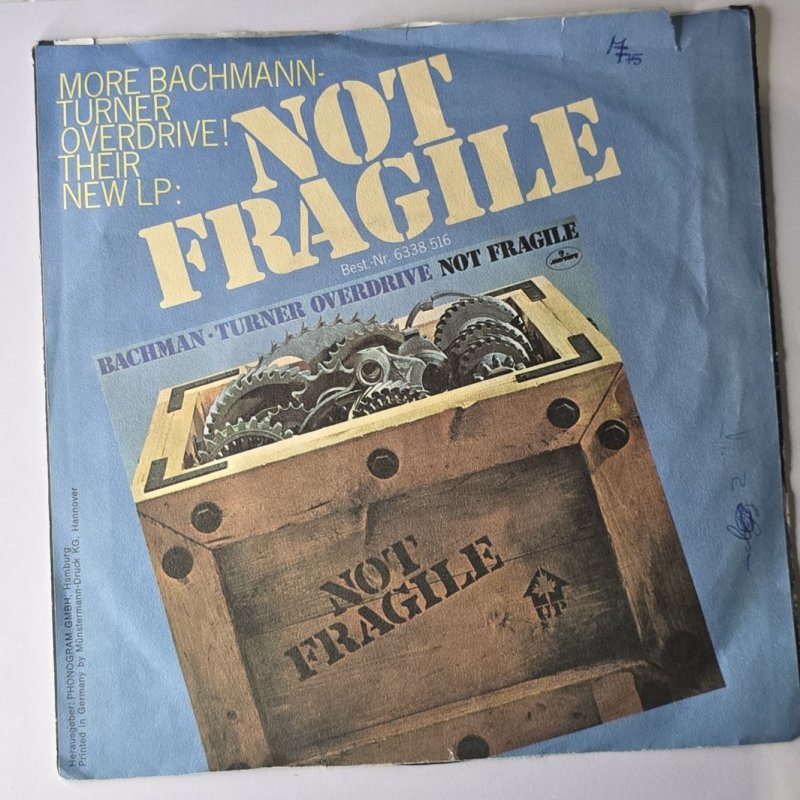 MORE BACHMANN-
TURNER
OVERDRIVE!
THEIR
NEW LP:
NOT
FRAGILE
Best.-Nr. 6338 516
BACHMAN·TURNER OVERDRIVE NOT FRAGILE
mercury
NOT
FRAGILE
UP
Herausgeber: PHONOGRAM GMBH, Hamburg
Printed in Germany by Münstermann-Druck KG, Hannover